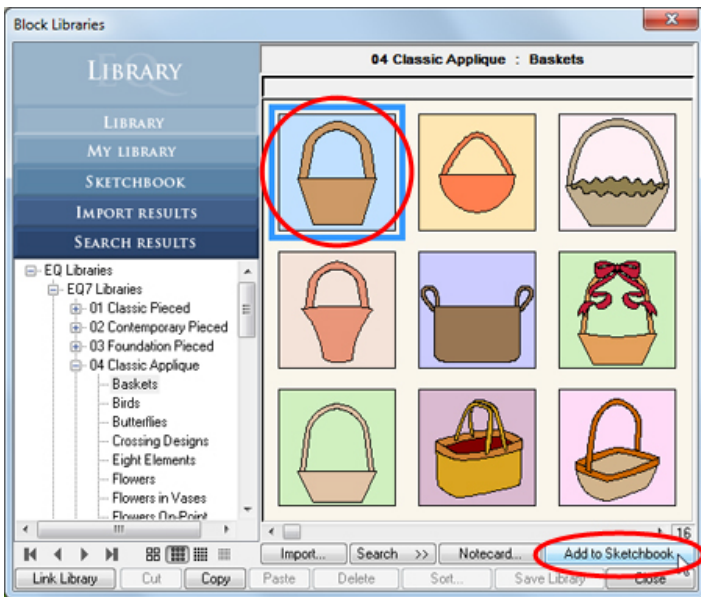 Block Libraries
LIBRARY
04 Classic Applique : Baskets
LIBRARY
MY LIBRARY
SKETCHBOOK
IMPORT RESULTS
SEARCH RESULTS
EQ Libraries
EQ7 Libraries
01 Classic Pieced
02 Contemporary Pieced
03 Foundation Pieced
04 Classic Applique
Baskets
Birds
Butterflies
Crossing Designs
Eight Elements
Flowers
Flowers in Vases
Flowers On-Point
16
Import... Search >> Notecard... Add to Sketchbook
Link Library Cut Copy Paste Delete Sort... Save Library Close